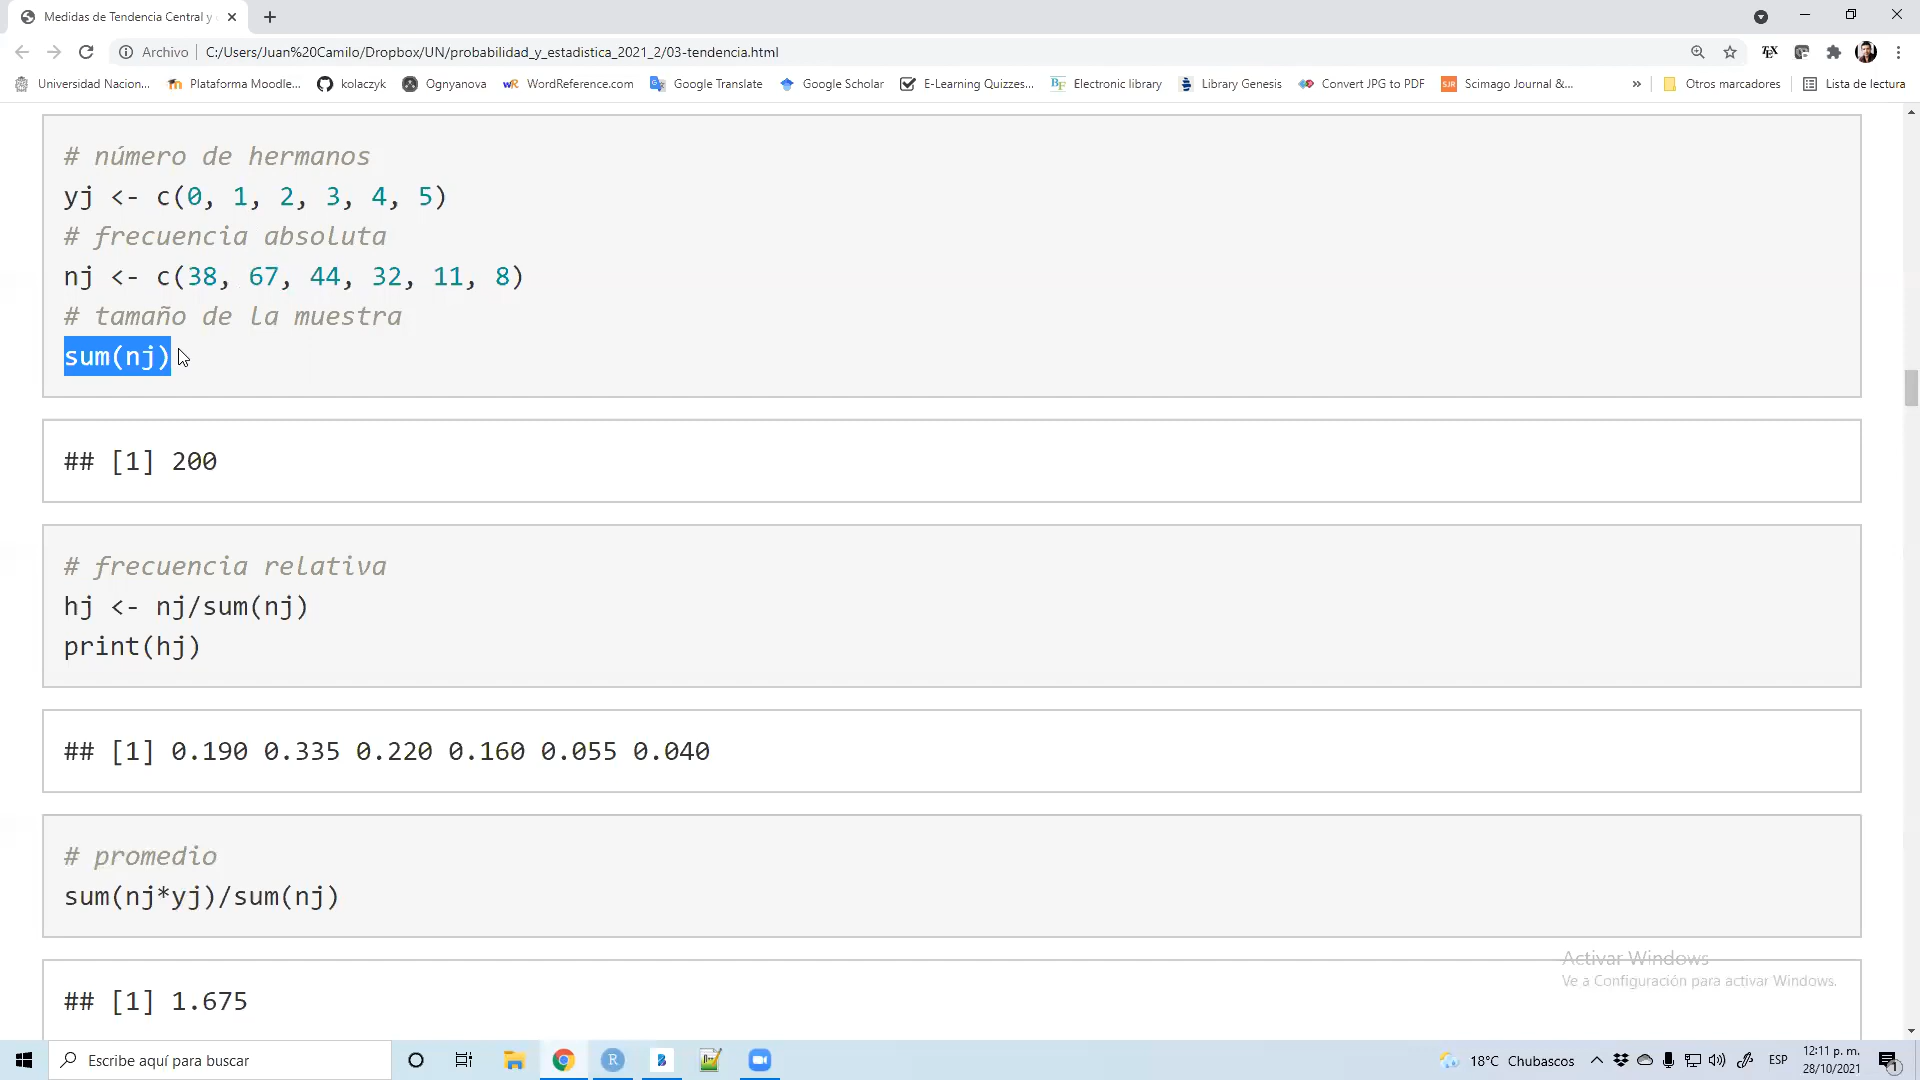 Medidas de Tendencia Central y
Archivo C:/Users/Juan%20Camilo/Dropbox/UN/probabilidad_y_estadistica_2021_2/03-tendencia.html
TEX
Universidad Nacion... Plataforma Moodle... kolaczyk Ognyanova WordReference.com Google Translate Google Scholar E-Learning Quizzes... Electronic library Library Genesis Convert JPG to PDF Scimago Journal &... » Otros marcadores Lista de lectura
# número de hermanos
yj <- c(0, 1, 2, 3, 4, 5)
# frecuencia absoluta
nj <- c(38, 67, 44, 32, 11, 8)
# tamaño de la muestra
sum(nj)
## [1] 200
# frecuencia relativa
hj <- nj/sum(nj)
print(hj)
## [1] 0.190 0.335 0.220 0.160 0.055 0.040
# promedio
sum(nj*yj)/sum(nj)
Activar Windows
Ve a Configuración para activar Windows.
## [1] 1.675
Escribe aquí para buscar
18°C Chubascos
ESP
12:11 p. m.
28/10/2021
1